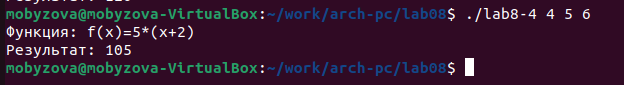 mobyzova@mobyzova-VirtualBox:~/work/arch-pc/lab08$ ./lab8-4 4 5 6
Функция: f(x)=5*(x+2)
Результат: 105
mobyzova@mobyzova-VirtualBox:~/work/arch-pc/lab08$